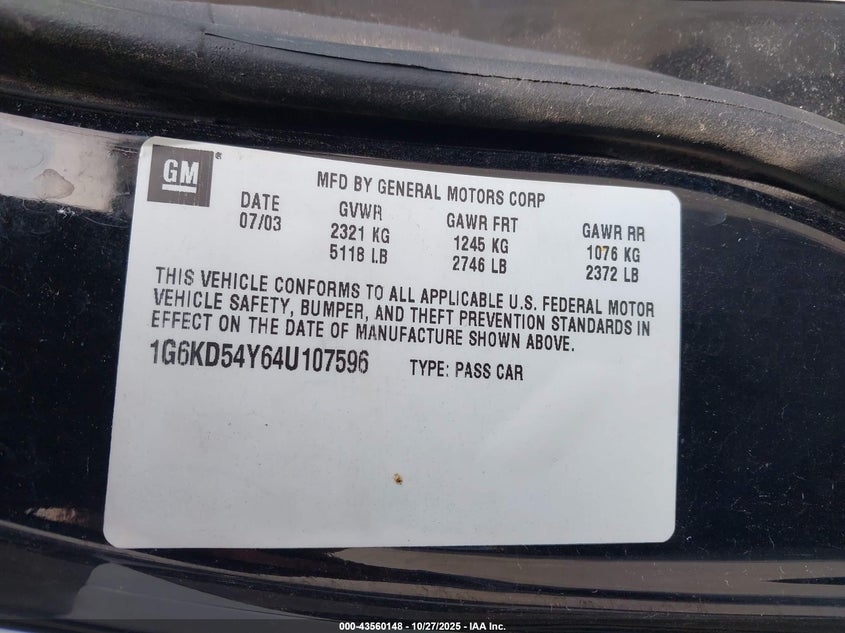 GM
MFD BY GENERAL MOTORS CORP
DATE GVWR GAWR FRT GAWR RR
07/03 2321 KG 1245 KG 1076 KG
5118 LB 2746 LB 2372 LB
THIS VEHICLE CONFORMS TO ALL APPLICABLE U.S. FEDERAL MOTOR
VEHICLE SAFETY, BUMPER, AND THEFT PREVENTION STANDARDS IN
EFFECT ON THE DATE OF MANUFACTURE SHOWN ABOVE.
1G6KD54Y64U107596 TYPE: PASS CAR
000-43560148 - 10/27/2025 - IAA Inc.